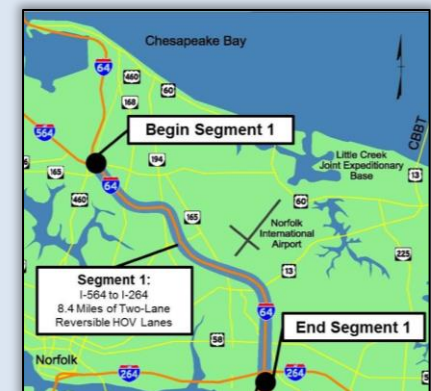 Chesapeake Bay
64
460
60
168
564
Begin Segment 1
CBBT
Little Creek
Joint Expeditionary
Base
13
194
165
64
460
165
60
Norfolk
International
Airport
225
13
Segment 1:
I-564 to I-264
8.4 Miles of Two-Lane
Reversible HOV Lanes
64
58
End Segment 1
Norfolk
264
264